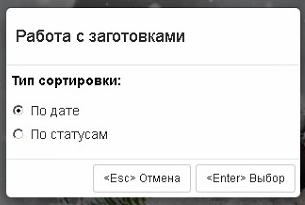 Работа с заготовками
Тип сортировки:
По дате
По статусам
«Esc» Отмена
«Enter» Выбор